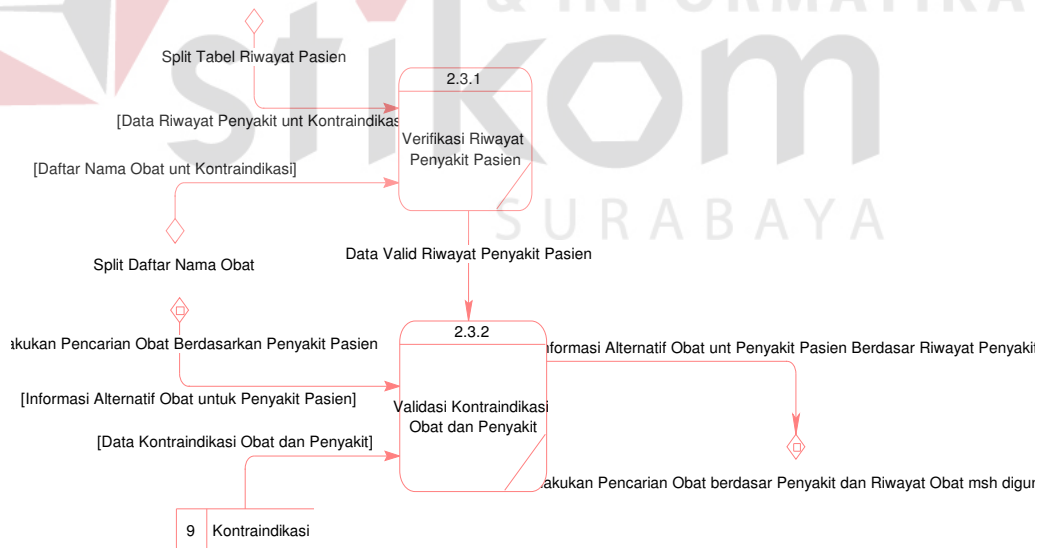 & INFORMATIKA
stikom
SURABAYA
Split Tabel Riwayat Pasien
2.3.1
[Data Riwayat Penyakit unt Kontraindikas
Verifikasi Riwayat
Penyakit Pasien
[Daftar Nama Obat unt Kontraindikasi]
Split Daftar Nama Obat
Data Valid Riwayat Penyakit Pasien
2.3.2
akukan Pencarian Obat Berdasarkan Penyakit Pasien
nformasi Alternatif Obat unt Penyakit Pasien Berdasar Riwayat Penyakit
[Informasi Alternatif Obat untuk Penyakit Pasien]
Validasi Kontraindikasi
Obat dan Penyakit
[Data Kontraindikasi Obat dan Penyakit]
akukan Pencarian Obat berdasar Penyakit dan Riwayat Obat msh digun
9 Kontraindikasi